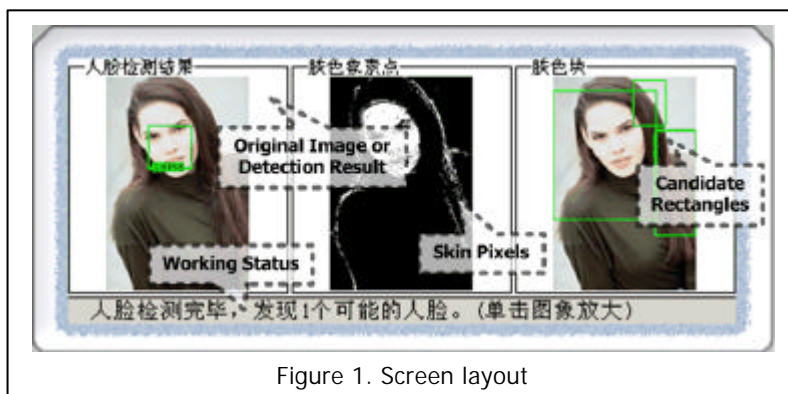 人脸检测结果
肤色象素点
肤色块
Original Image or
Detection Result
Candidate
Rectangles
Skin Pixels
Working Status
人脸检测完毕，发现1个可能的人脸。(单击图象放大)
Figure 1. Screen layout